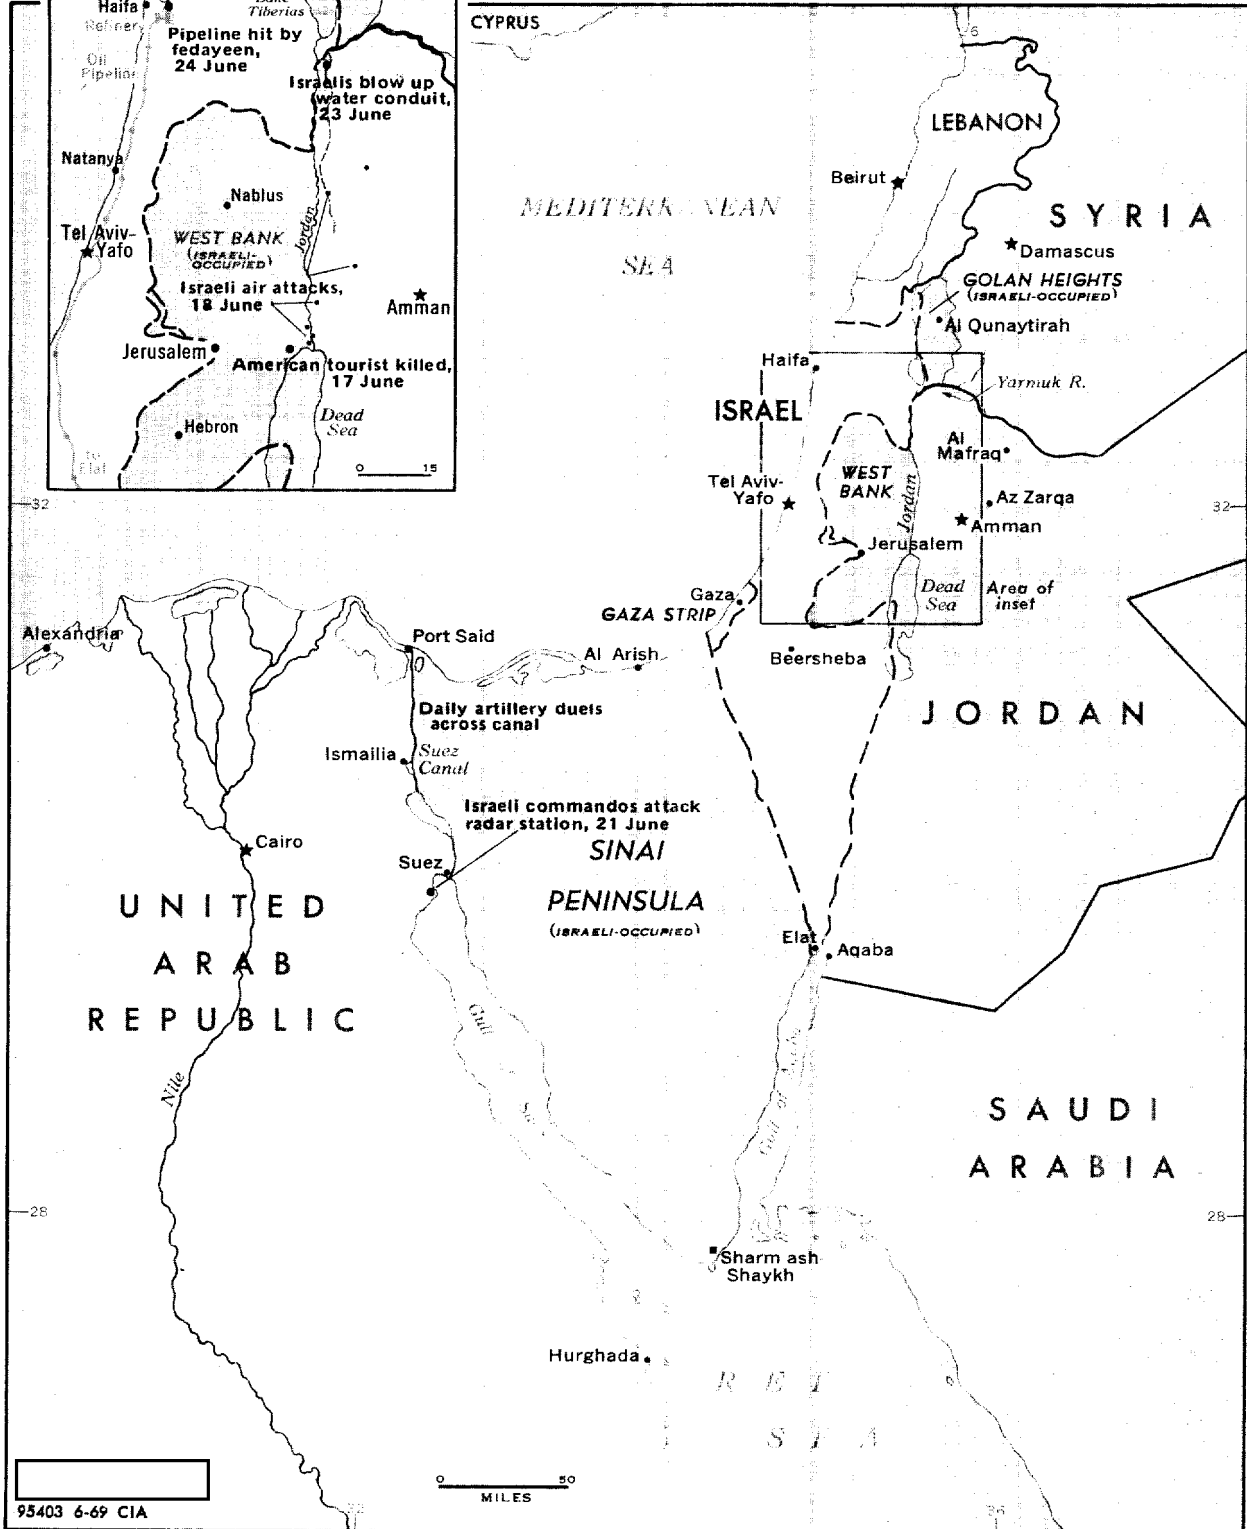 Haifa
Refinery
Lake
Tiberias
Pipeline hit by
fedayeen,
24 June
Oil
Pipeline
Israelis blow up
water conduit,
23 June
Natanya
Nablus
Tel Aviv-
Yafo
WEST BANK
(ISRAELI-
OCCUPIED)
Jordan
Israeli air attacks,
18 June
Amman
Jerusalem
American tourist killed,
17 June
Hebron
Dead
Sea
to
Elat
0 15
CYPRUS
LEBANON
Beirut
MEDITERRANEAN
SEA
SYRIA
Damascus
GOLAN HEIGHTS
(ISRAELI-OCCUPIED)
Al Qunaytirah
Haifa
Yarmuk R.
ISRAEL
Al
Mafraq
WEST
BANK
Tel Aviv-
Yafo
Jordan
Az Zarqa
32
32
Amman
Jerusalem
Dead
Sea
Area of
inset
Gaza
GAZA STRIP
Alexandria
Port Said
Al Arish
Beersheba
JORDAN
Daily artillery duels
across canal
Ismailia
Suez
Canal
Israeli commandos attack
radar station, 21 June
Cairo
SINAI
PENINSULA
(ISRAELI-OCCUPIED)
Suez
UNITED
ARAB
REPUBLIC
Elat
Aqaba
Gulf
Gulf of Aqaba
Nile
SAUDI
ARABIA
28
28
Sharm ash
Shaykh
Hurghada
RED
SEA
0 50
MILES
95403 6-69 CIA
32
36